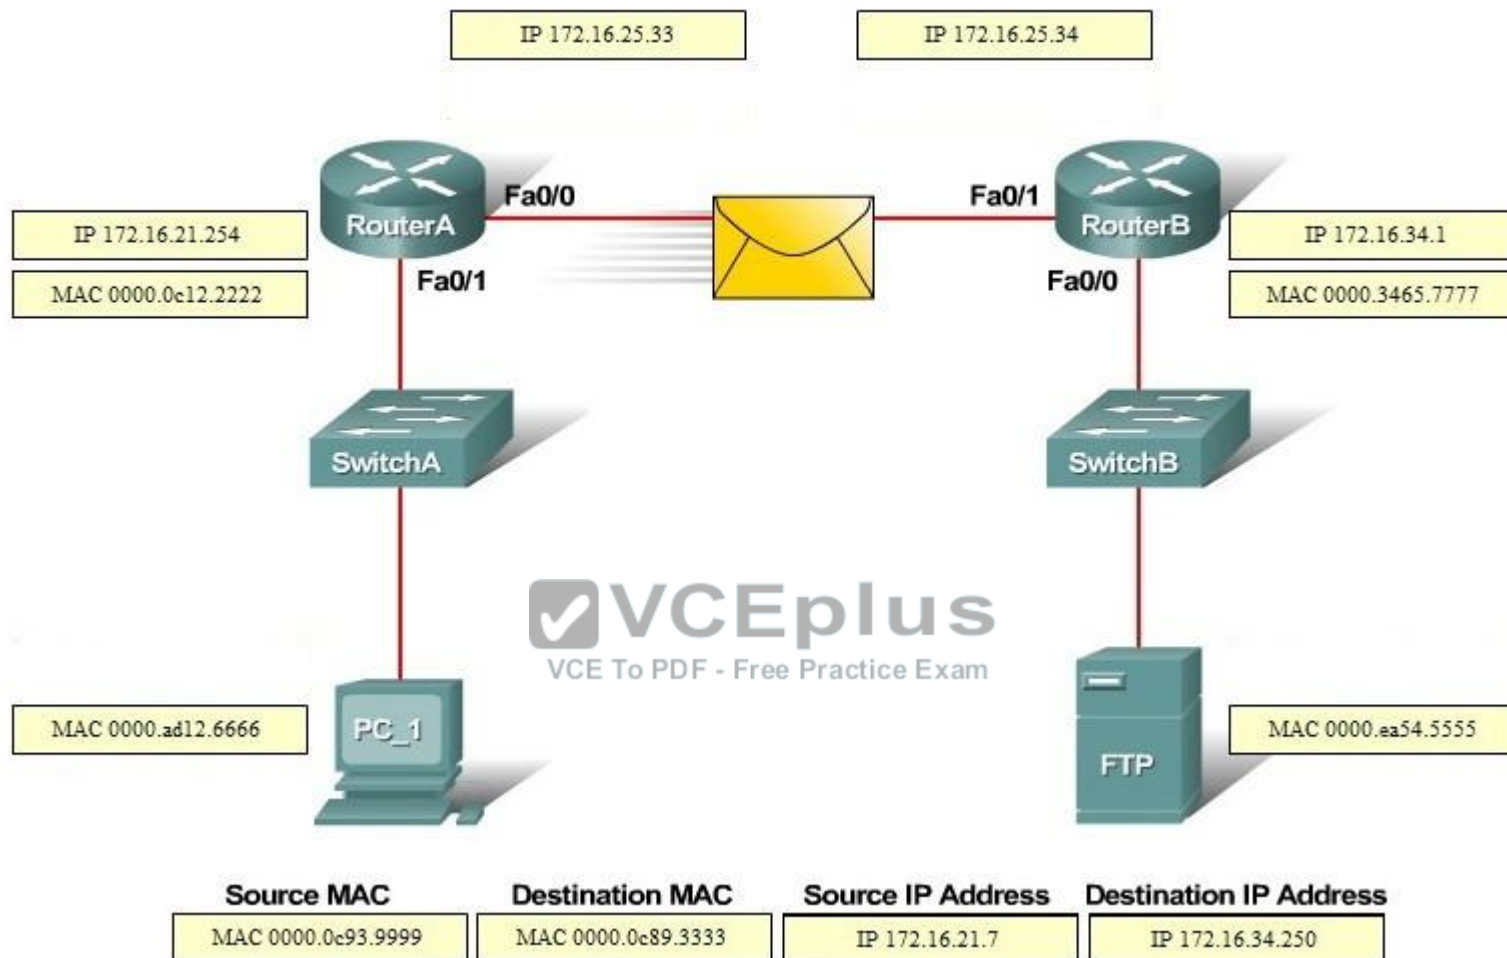 IP 172.16.25.33
IP 172.16.25.34
Fa0/0
Fa0/1
RouterA
RouterB
IP 172.16.21.254
IP 172.16.34.1
Fa0/1
Fa0/0
MAC 0000.0c12.2222
MAC 0000.3465.7777
SwitchA
SwitchB
VCEplus
VCE To PDF - Free Practice Exam
MAC 0000.ad12.6666
PC_1
MAC 0000.ea54.5555
FTP
Source MAC
Destination MAC
Source IP Address
Destination IP Address
MAC 0000.0c93.9999
MAC 0000.0c89.3333
IP 172.16.21.7
IP 172.16.34.250